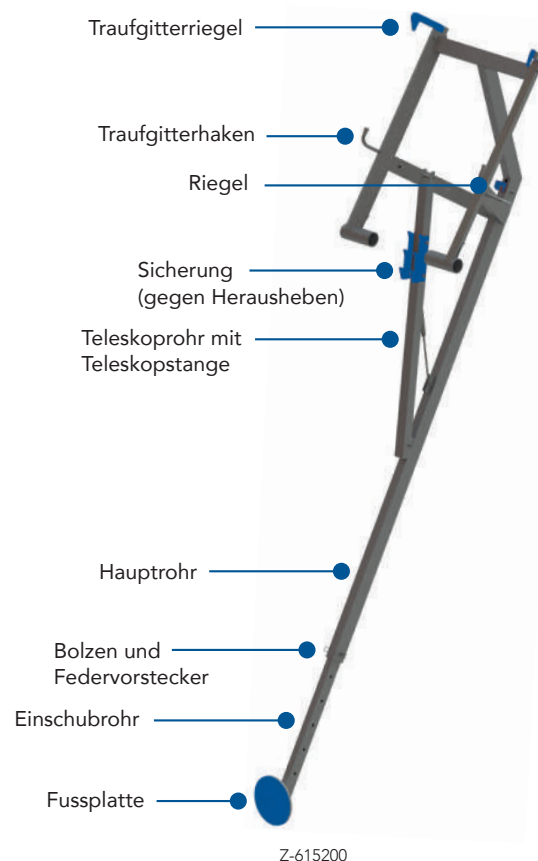 Traufgitterriegel
Traufgitterhaken
Riegel
Sicherung
(gegen Herausheben)
Teleskoprohr mit
Teleskopstange
Hauptrohr
Bolzen und
Federvorstecker
Einschubrohr
Fussplatte
Z-615200